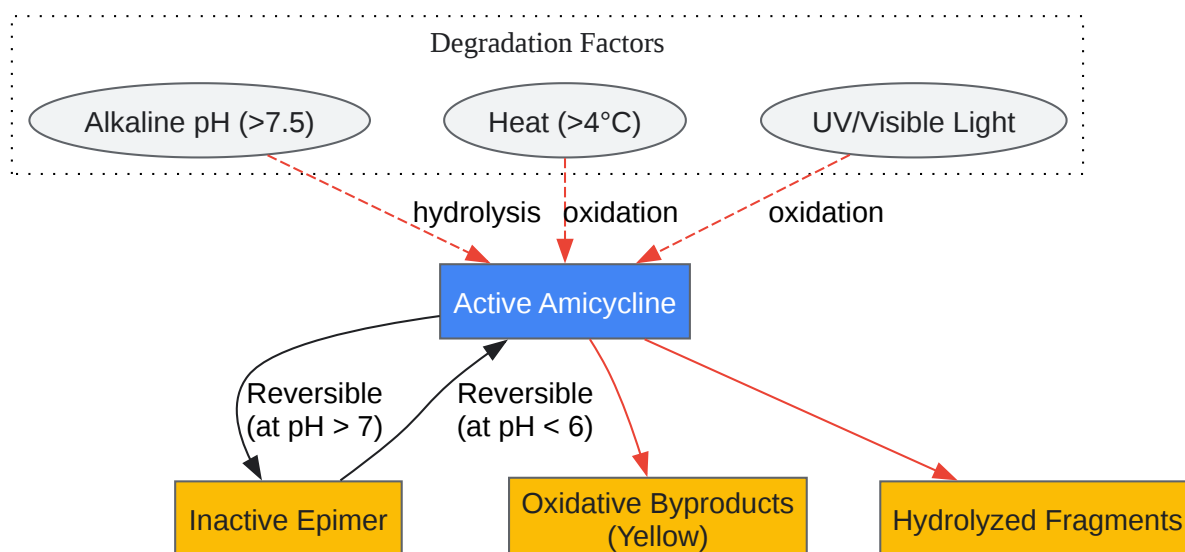 Degradation Factors
Alkaline pH (>7.5)
Heat (>4°C)
UV/Visible Light
hydrolysis
oxidation
oxidation
Active Amicycline
Reversible
(at pH > 7)
Reversible
(at pH < 6)
Inactive Epimer
Oxidative Byproducts
(Yellow)
Hydrolyzed Fragments